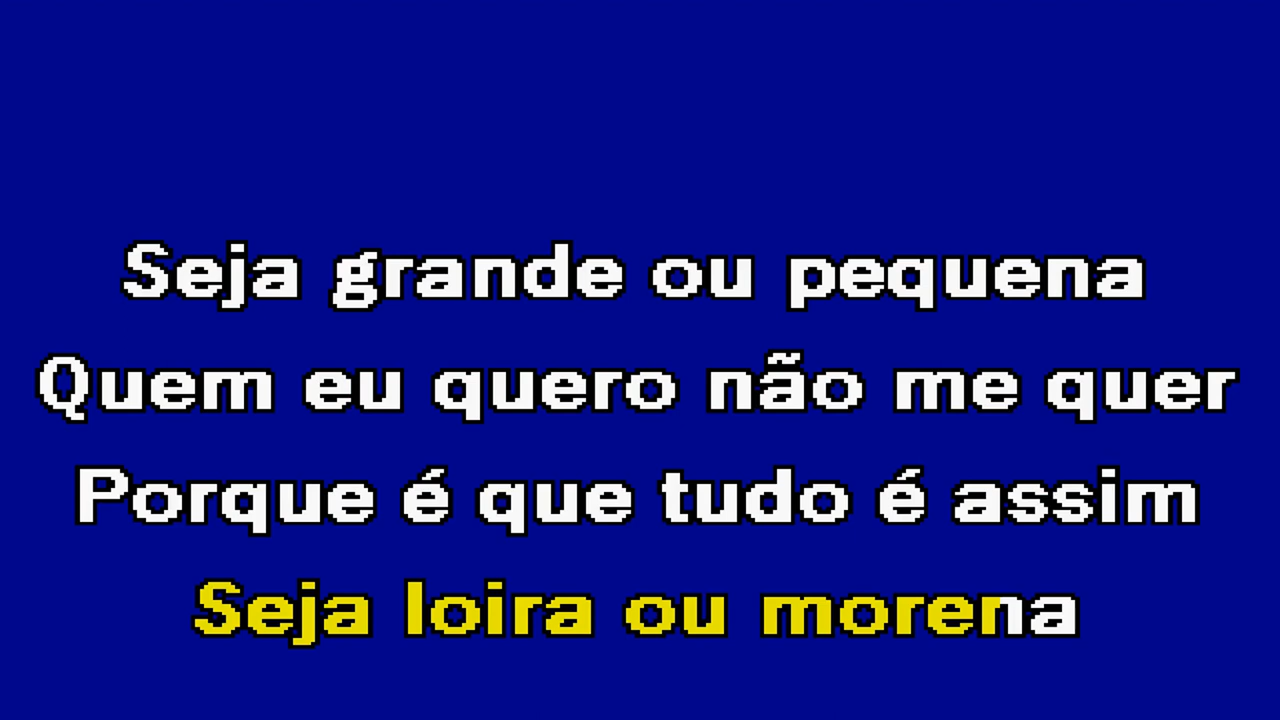 Seja grande ou pequena
Quem eu quero não me quer
Porque é que tudo é assim
Seja loira ou morena